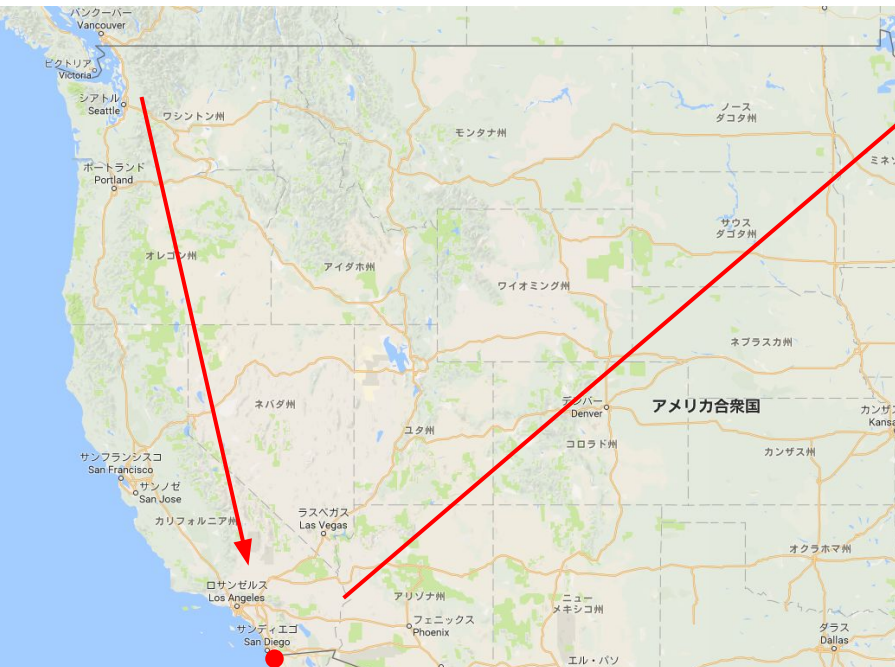 バンクーバー
Vancouver
ビクトリア
Victoria
シアトル
Seattle
ワシントン州
ノース
ダコタ州
モンタナ州
ミネソ
ポートランド
Portland
サウス
ダコタ州
オレゴン州
アイダホ州
ワイオミング州
ネブラスカ州
ネバダ州
デンバー
Denver
アメリカ合衆国
カンザ
Kansa
ユタ州
コロラド州
カンザス州
サンフランシスコ
San Francisco
サンノゼ
San Jose
ラスベガス
Las Vegas
カリフォルニア州
オクラホマ州
ロサンゼルス
Los Angeles
アリゾナ州
ニュー
メキシコ州
フェニックス
Phoenix
サンディエゴ
San Diego
ダラス
Dallas
エル・パソ